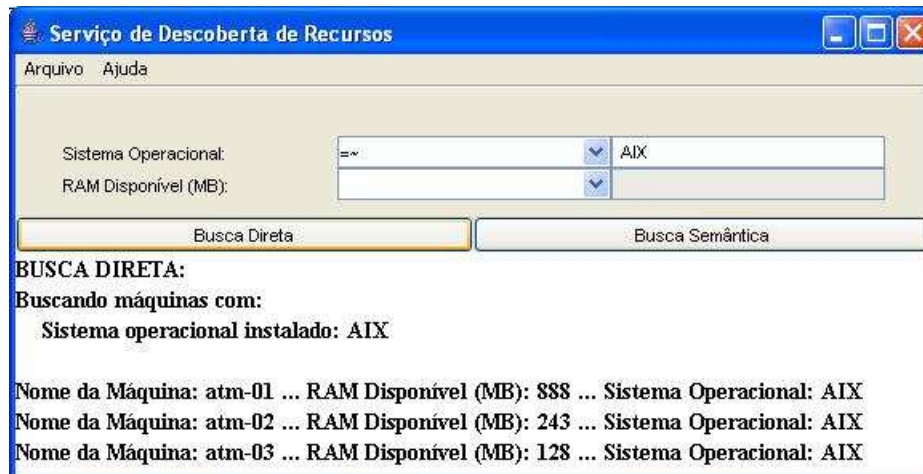 Serviço de Descoberta de Recursos
Arquivo Ajuda
Sistema Operacional: =~ AIX
RAM Disponível (MB):
Busca Direta Busca Semântica
BUSCA DIRETA:
Buscando máquinas com:
Sistema operacional instalado: AIX
Nome da Máquina: atm-01 ... RAM Disponível (MB): 888 ... Sistema Operacional: AIX
Nome da Máquina: atm-02 ... RAM Disponível (MB): 243 ... Sistema Operacional: AIX
Nome da Máquina: atm-03 ... RAM Disponível (MB): 128 ... Sistema Operacional: AIX